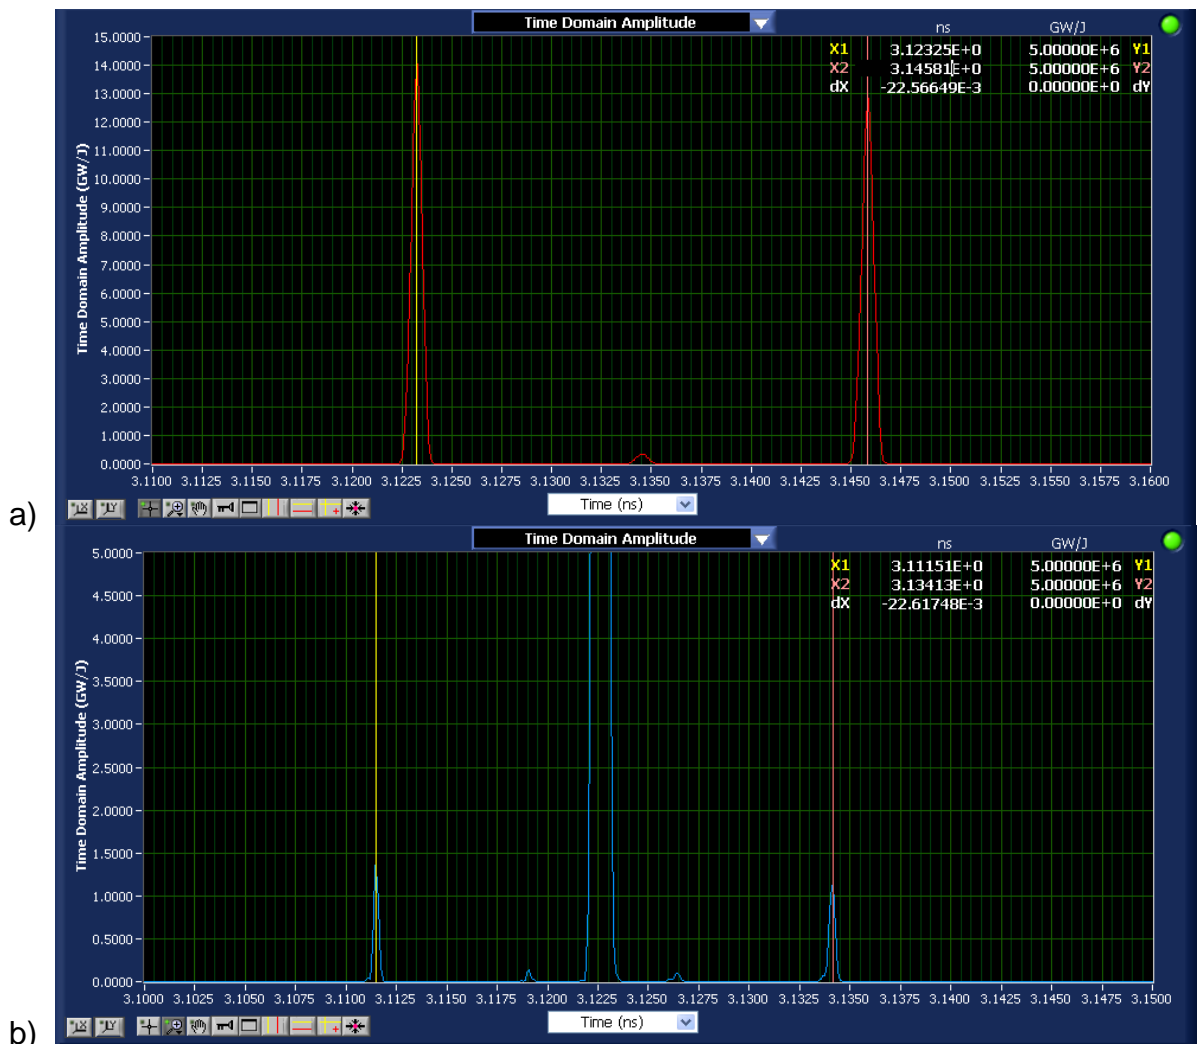 Time Domain Amplitude
ns GW/J
X1 3.12325E+0 5.00000E+6 Y1
X2 3.14581E+0 5.00000E+6 Y2
dX -22.56649E-3 0.00000E+0 dY
Time Domain Amplitude (GW/J)
15.0000
14.0000
13.0000
12.0000
11.0000
10.0000
9.0000
8.0000
7.0000
6.0000
5.0000
4.0000
3.0000
2.0000
1.0000
0.0000
3.1100 3.1125 3.1150 3.1175 3.1200 3.1225 3.1250 3.1275 3.1300 3.1325 3.1350 3.1375 3.1400 3.1425 3.1450 3.1475 3.1500 3.1525 3.1550 3.1575 3.1600
Time (ns)
a)
Time Domain Amplitude
ns GW/J
X1 3.11151E+0 5.00000E+6 Y1
X2 3.13413E+0 5.00000E+6 Y2
dX -22.61748E-3 0.00000E+0 dY
Time Domain Amplitude (GW/J)
5.0000
4.5000
4.0000
3.5000
3.0000
2.5000
2.0000
1.5000
1.0000
0.5000
0.0000
3.1000 3.1025 3.1050 3.1075 3.1100 3.1125 3.1150 3.1175 3.1200 3.1225 3.1250 3.1275 3.1300 3.1325 3.1350 3.1375 3.1400 3.1425 3.1450 3.1475 3.1500
Time (ns)
b)